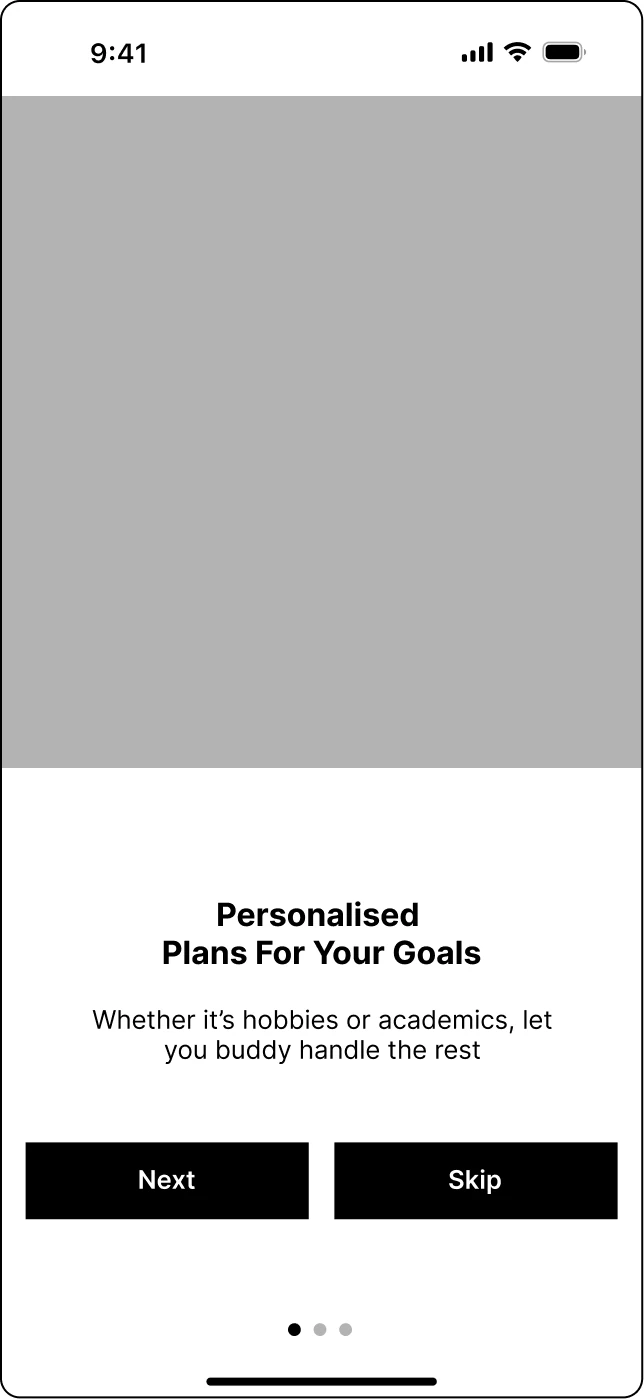 9:41
Personalised
Plans For Your Goals
Whether it’s hobbies or academics, let
you buddy handle the rest
Next
Skip